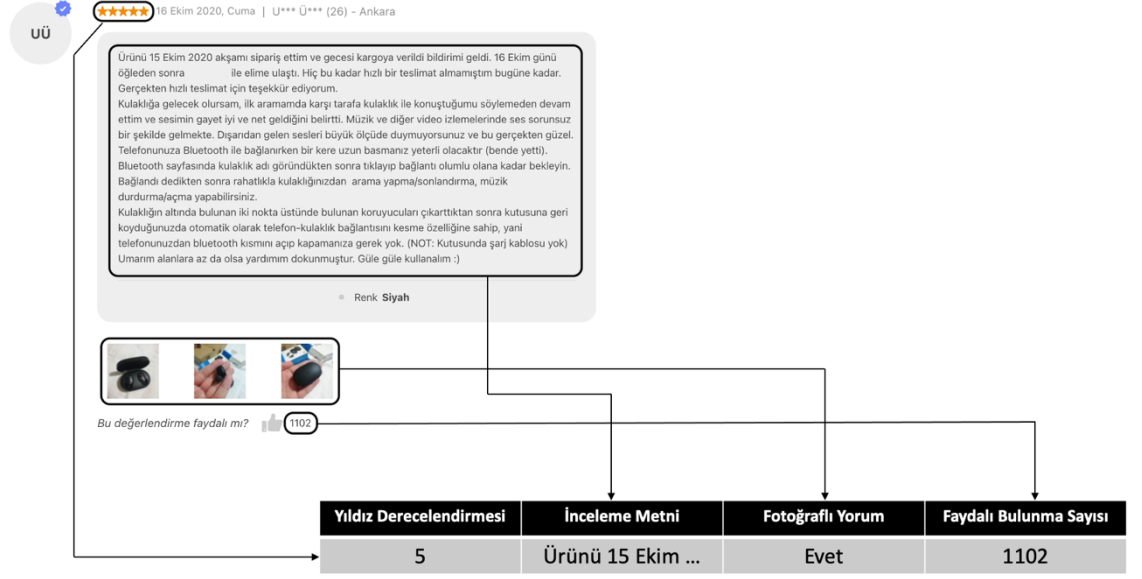 UÜ
16 Ekim 2020, Cuma | U*** Ü*** (26) - Ankara
Ürünü 15 Ekim 2020 akşamı sipariş ettim ve gecesi kargoya verildi bildirimi geldi. 16 Ekim günü
öğleden sonra ile elime ulaştı. Hiç bu kadar hızlı bir teslimat almamıştım bugüne kadar.
Gerçekten hızlı teslimat için teşekkür ediyorum.
Kulaklığa gelecek olursam, ilk aramamda karşı tarafa kulaklık ile konuştuğumu söylemeden devam
ettim ve sesimin gayet iyi ve net geldiğini belirtti. Müzik ve diğer video izlemelerinde ses sorunsuz
bir şekilde gelmekte. Dışarıdan gelen sesleri büyük ölçüde duymuyorsunuz ve bu gerçekten güzel.
Telefonunuza Bluetooth ile bağlanırken bir kere uzun basmanız yeterli olacaktır (bende yetti).
Bluetooth sayfasında kulaklık adı göründükten sonra tıklayıp bağlantı olumlu olana kadar bekleyin.
Bağlandı dedikten sonra rahatlıkla kulaklığınızdan arama yapma/sonlandırma, müzik
durdurma/açma yapabilirsiniz.
Kulaklığın altında bulunan iki nokta üstünde bulunan koruyucuları çıkarttıktan sonra kutusuna geri
koyduğunuzda otomatik olarak telefon-kulaklık bağlantısını kesme özelliğine sahip, yani
telefonunuzdan bluetooth kısmını açıp kapamanıza gerek yok. (NOT: Kutusunda şarj kablosu yok)
Umarım alanlara az da olsa yardımım dokunmuştur. Güle güle kullanalım :)
Renk Siyah
Bu değerlendirme faydalı mı? 1102
Yıldız Derecelendirmesi İnceleme Metni Fotoğraflı Yorum Faydalı Bulunma Sayısı
5 Ürünü 15 Ekim ... Evet 1102